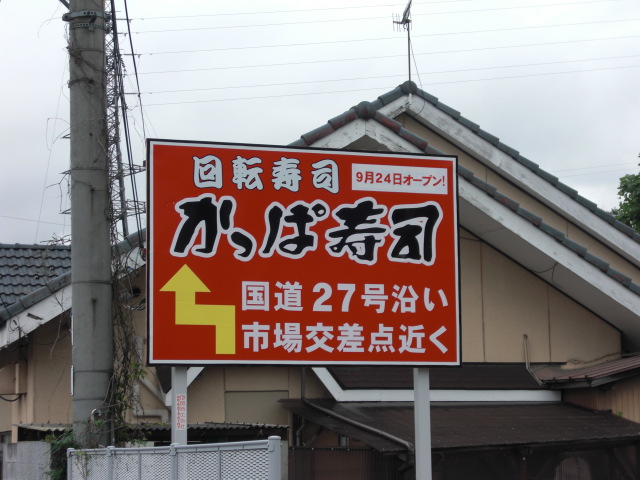 回転寿司
9月24日オープン!
かっぱ寿司
国道27号沿い
市場交差点近く